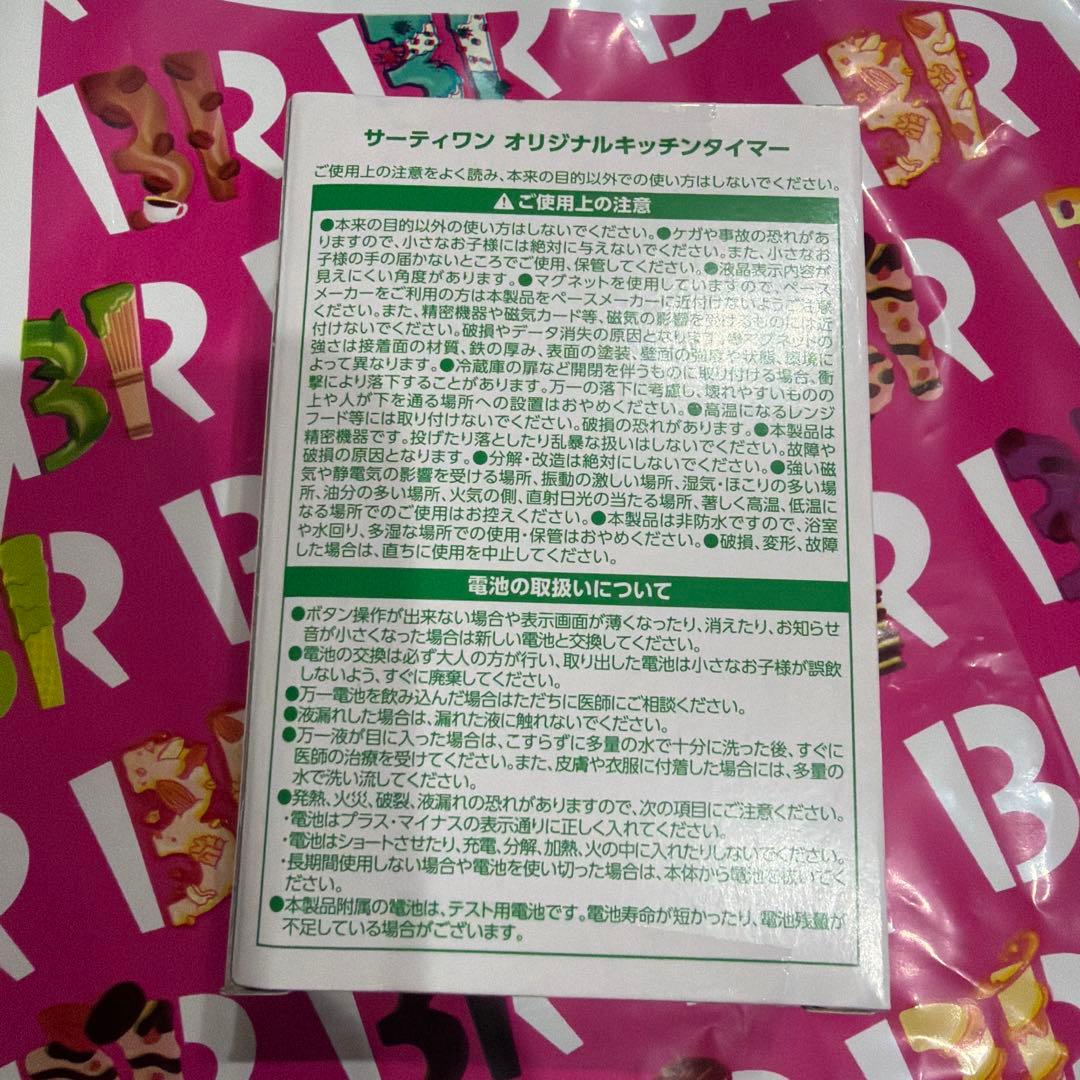 サーティワン オリジナルキッチンタイマー
ご使用上の注意をよく読み、本来の目的以外での使い方はしないでください。
⚠ご使用上の注意
●本来の目的以外の使い方はしないでください。●ケガや事故の恐れがあ
りますので、小さなお子様には絶対に与えないでください。また、小さなお
子様の手の届かないところでご使用、保管してください。●液晶表示内容が
見えにくい角度があります。●マグネットを使用していますので、ペース
メーカーをご利用の方は本製品をペースメーカーに近付けないようご注意
ください。また、精密機器や磁気カード等、磁気の影響を受けるものには近
付けないでください。破損やデータ消失の原因となります。●マグネットの
強さは接着面の材質、鉄の厚み、表面の塗装、壁面の強度や状態、環境に
よって異なります。●冷蔵庫の扉など開閉を伴うものに取り付ける場合、衝
撃により落下することがあります。万一の落下に考慮し、壊れやすいものの
上や人が下を通る場所への設置はおやめください。●高温になるレンジ
フード等には取り付けないでください。破損の恐れがあります。●本製品は
精密機器です。投げたり落としたり乱暴な扱いはしないでください。故障や
破損の原因となります。●分解・改造は絶対にしないでください。●強い磁
気や静電気の影響を受ける場所、振動の激しい場所、湿気・ほこりの多い場
所、油分の多い場所、火気の側、直射日光の当たる場所、著しく高温、低温に
なる場所でのご使用はお控えください。●本製品は非防水ですので、浴室
や水回り、多湿な場所での使用・保管はおやめください。●破損、変形、故障
した場合は、直ちに使用を中止してください。
電池の取扱いについて
●ボタン操作が出来ない場合や表示画面が薄くなったり、消えたり、お知らせ
音が小さくなった場合は新しい電池と交換してください。
●電池の交換は必ず大人の方が行い、取り出した電池は小さなお子様が誤飲
しないよう、すぐに廃棄してください。
●万一電池を飲み込んだ場合はただちに医師にご相談ください。
●液漏れした場合は、漏れた液に触れないでください。
●万一液が目に入った場合は、こすらずに多量の水で十分に洗った後、すぐに
医師の治療を受けてください。また、皮膚や衣服に付着した場合には、多量の
水で洗い流してください。
●発熱、火災、破裂、液漏れの恐れがありますので、次の項目にご注意ください。
・電池はプラス・マイナスの表示通りに正しく入れてください。
・電池はショートさせたり、充電、分解、加熱、火の中に入れたりしないでください。
・長期間使用しない場合や電池を使い切った場合は、本体から電池を抜いてく
ださい。
●本製品附属の電池は、テスト用電池です。電池寿命が短かったり、電池残量が
不足している場合がございます。